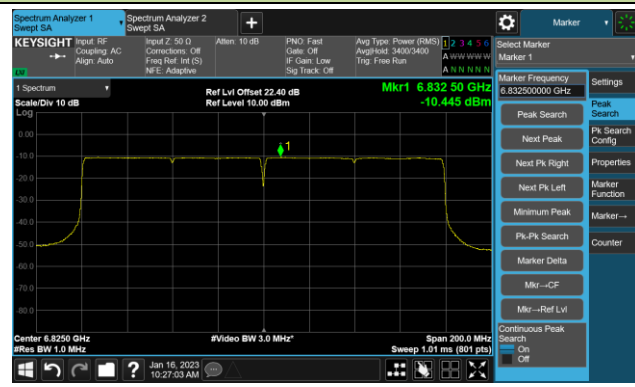 Spectrum Analyzer 1
Swept SA
Spectrum Analyzer 2
Swept SA
+
Marker
KEYSIGHT
Input: RF
Coupling: AC
Align: Auto
Input Z: 50 Ω
Corrections: Off
Freq Ref: Int (S)
NFE: Adaptive
Atten: 10 dB
PNO: Fast
Gate: Off
IF Gain: Low
Sig Track: Off
Avg Type: Power (RMS)
Avg|Hold: 3400/3400
Trig: Free Run
1 2 3 4 5 6
A W W W W W
A N N N N N
Select Marker
Marker 1
LV
1 Spectrum
Scale/Div 10 dB
Log
Ref Lvl Offset 22.40 dB
Ref Level 10.00 dBm
Mkr1 6.832 50 GHz
-10.445 dBm
0.00
-10.0
-20.0
-30.0
-40.0
-50.0
-60.0
-70.0
-80.0
1
Center 6.8250 GHz
#Res BW 1.0 MHz
#Video BW 3.0 MHz*
Span 200.0 MHz
Sweep 1.01 ms (801 pts)
Marker Frequency
6.832500000 GHz
Peak Search
Next Peak
Next Pk Right
Next Pk Left
Minimum Peak
Pk-Pk Search
Marker Delta
Mkr→CF
Mkr→Ref Lvl
Continuous Peak
Search
On
Off
Settings
Peak
Search
Pk Search
Config
Properties
Marker
Function
Marker→
Counter
?
Jan 16, 2023
10:27:03 AM